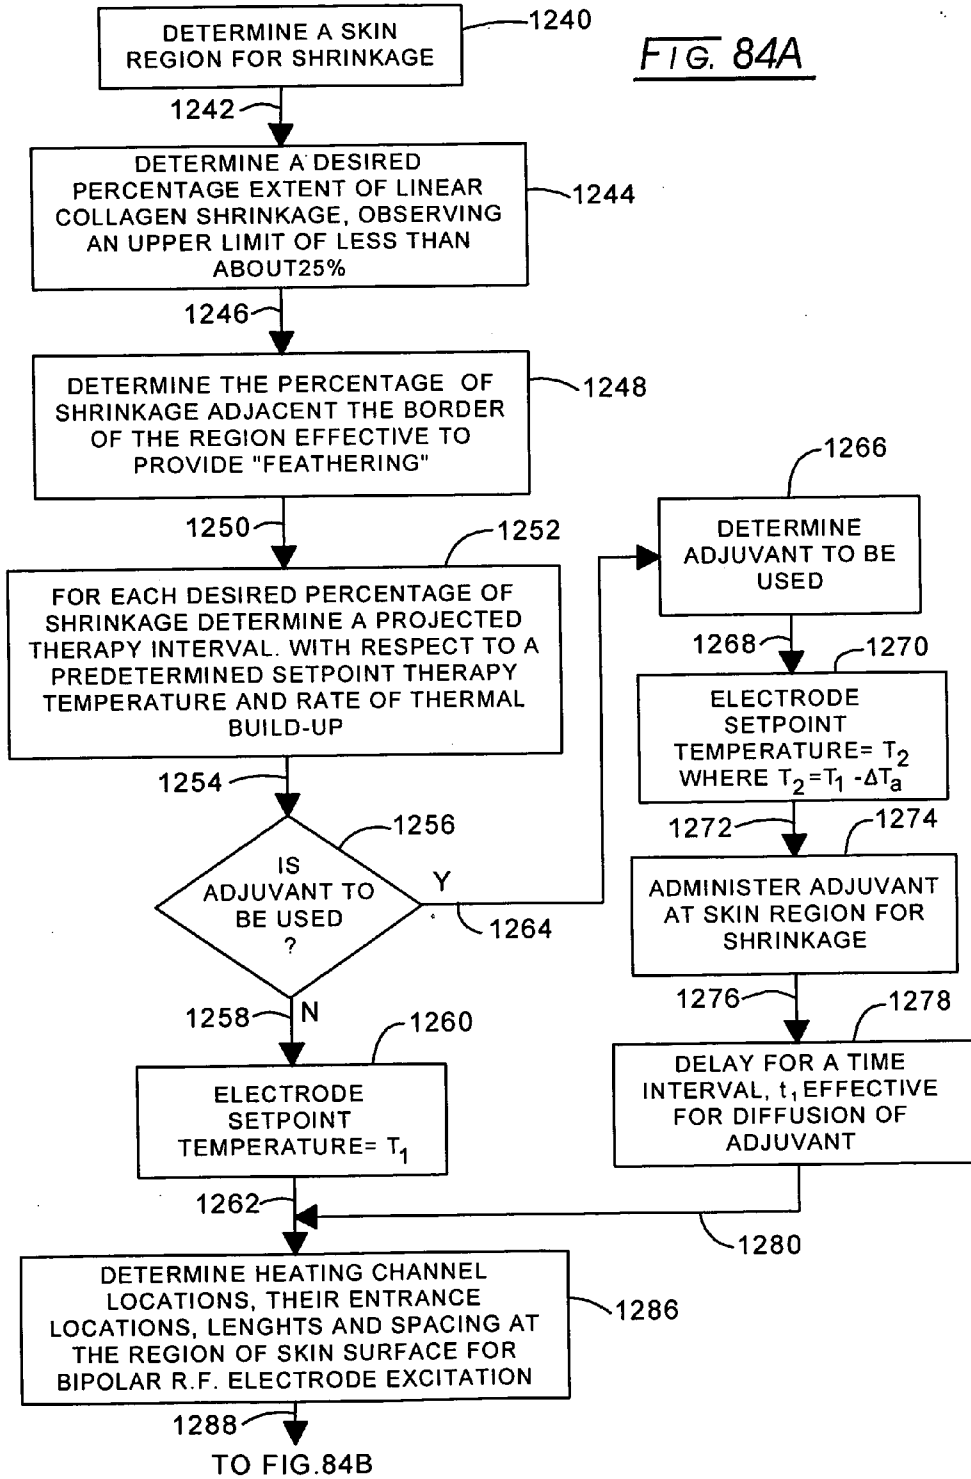 1240
DETERMINE A SKIN
REGION FOR SHRINKAGE
FIG. 84A
1242
DETERMINE A DESIRED
PERCENTAGE EXTENT OF LINEAR
COLLAGEN SHRINKAGE, OBSERVING
AN UPPER LIMIT OF LESS THAN
ABOUT25%
1244
1246
DETERMINE THE PERCENTAGE OF
SHRINKAGE ADJACENT THE BORDER
OF THE REGION EFFECTIVE TO
PROVIDE "FEATHERING"
1248
1250
1252
FOR EACH DESIRED PERCENTAGE OF
SHRINKAGE DETERMINE A PROJECTED
THERAPY INTERVAL. WITH RESPECT TO A
PREDETERMINED SETPOINT THERAPY
TEMPERATURE AND RATE OF THERMAL
BUILD-UP
1254
1256
IS
ADJUVANT TO
BE USED
?
Y
1264
1258
N
1260
ELECTRODE
SETPOINT
TEMPERATURE= T1
1262
1266
DETERMINE
ADJUVANT TO BE
USED
1268
1270
ELECTRODE
SETPOINT
TEMPERATURE= T2
WHERE T2=T1 -ΔTa
1272
1274
ADMINISTER ADJUVANT
AT SKIN REGION FOR
SHRINKAGE
1276
1278
DELAY FOR A TIME
INTERVAL, t1 EFFECTIVE
FOR DIFFUSION OF
ADJUVANT
1280
DETERMINE HEATING CHANNEL
LOCATIONS, THEIR ENTRANCE
LOCATIONS, LENGHTS AND SPACING AT
THE REGION OF SKIN SURFACE FOR
BIPOLAR R.F. ELECTRODE EXCITATION
1286
1288
TO FIG.84B